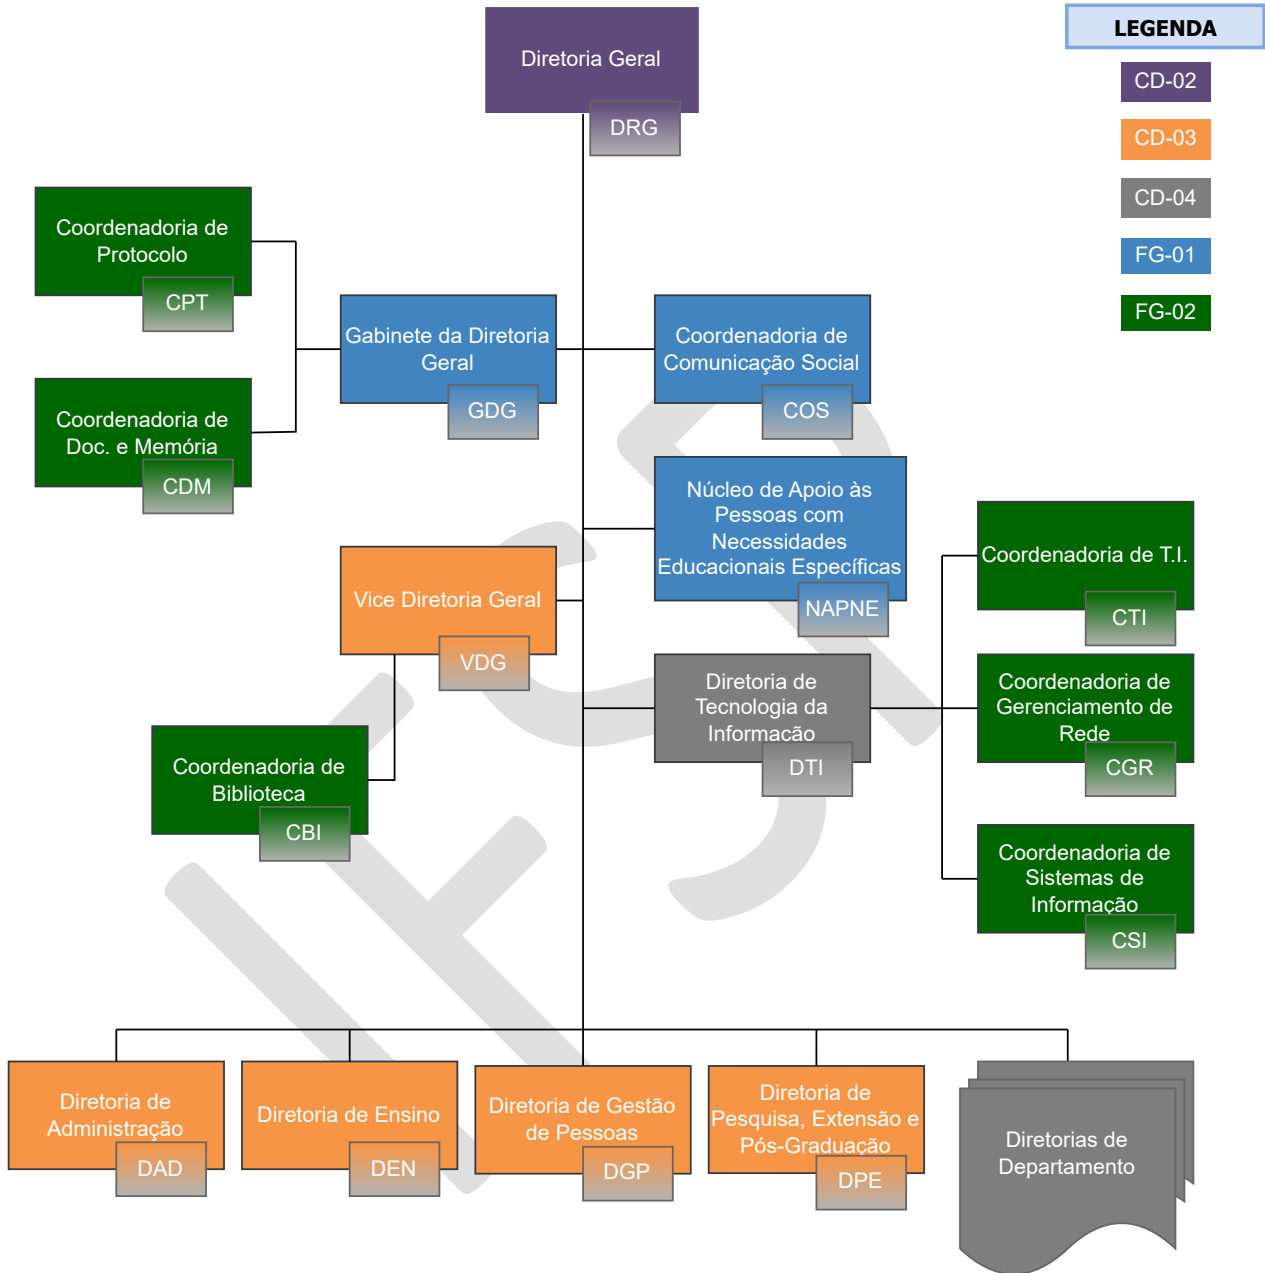 Diretoria Geral
DRG
LEGENDA
CD-02
CD-03
CD-04
FG-01
FG-02
Coordenadoria de
Protocolo
CPT
Coordenadoria de
Doc. e Memória
CDM
Gabinete da Diretoria
Geral
GDG
Coordenadoria de
Comunicação Social
COS
Núcleo de Apoio às
Pessoas com
Necessidades
Educacionais Específicas
NAPNE
Vice Diretoria Geral
VDG
Coordenadoria de
Biblioteca
CBI
Diretoria de
Tecnologia da
Informação
DTI
Coordenadoria de T.I.
CTI
Coordenadoria de
Gerenciamento de
Rede
CGR
Coordenadoria de
Sistemas de
Informação
CSI
Diretoria de
Administração
DAD
Diretoria de Ensino
DEN
Diretoria de Gestão
de Pessoas
DGP
Diretoria de
Pesquisa, Extensão e
Pós-Graduação
DPE
Diretorias de
Departamento
IFSP